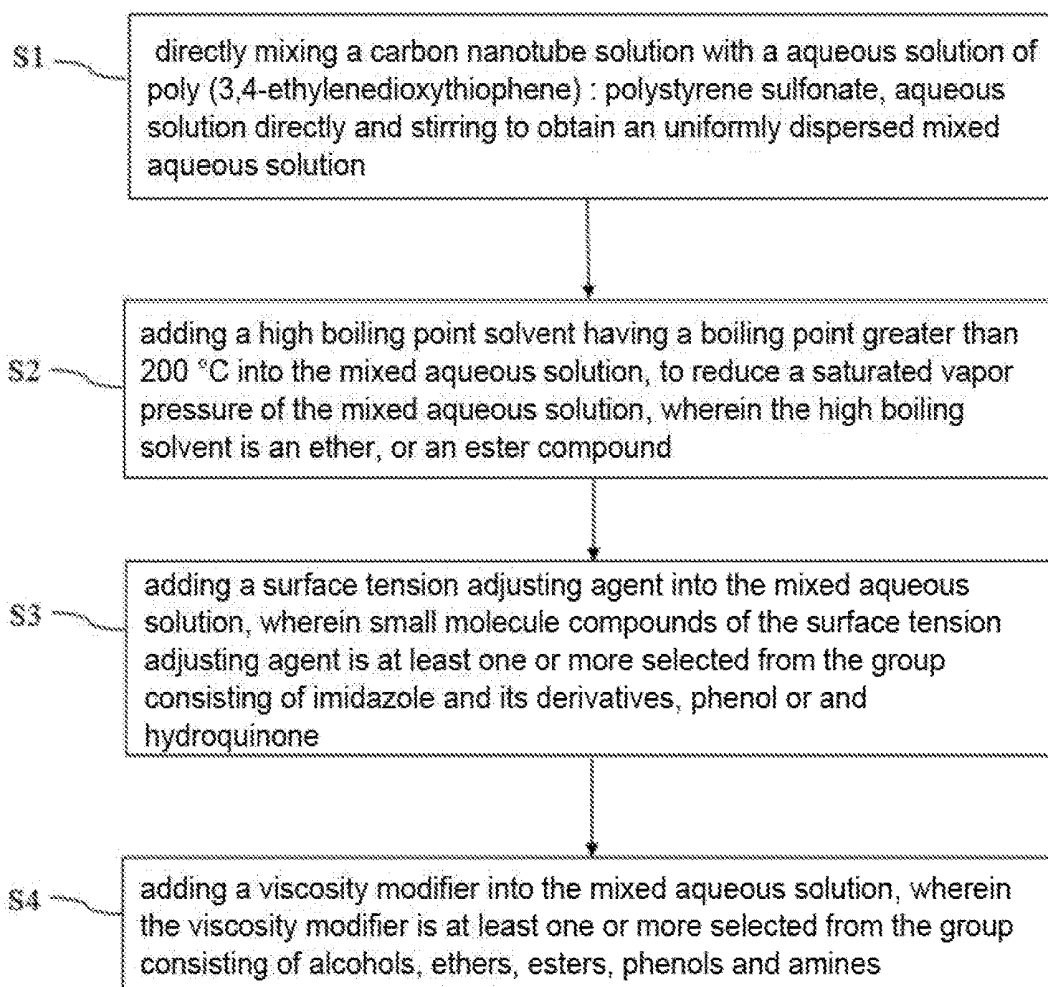 S1
directly mixing a carbon nanotube solution with a aqueous solution of
poly (3,4-ethylenedioxythiophene) : polystyrene sulfonate, aqueous
solution directly and stirring to obtain an uniformly dispersed mixed
aqueous solution
S2
adding a high boiling point solvent having a boiling point greater than
200 °C into the mixed aqueous solution, to reduce a saturated vapor
pressure of the mixed aqueous solution, wherein the high boiling
solvent is an ether, or an ester compound
S3
adding a surface tension adjusting agent into the mixed aqueous
solution, wherein small molecule compounds of the surface tension
adjusting agent is at least one or more selected from the group
consisting of imidazole and its derivatives, phenol or and
hydroquinone
S4
adding a viscosity modifier into the mixed aqueous solution, wherein
the viscosity modifier is at least one or more selected from the group
consisting of alcohols, ethers, esters, phenols and amines